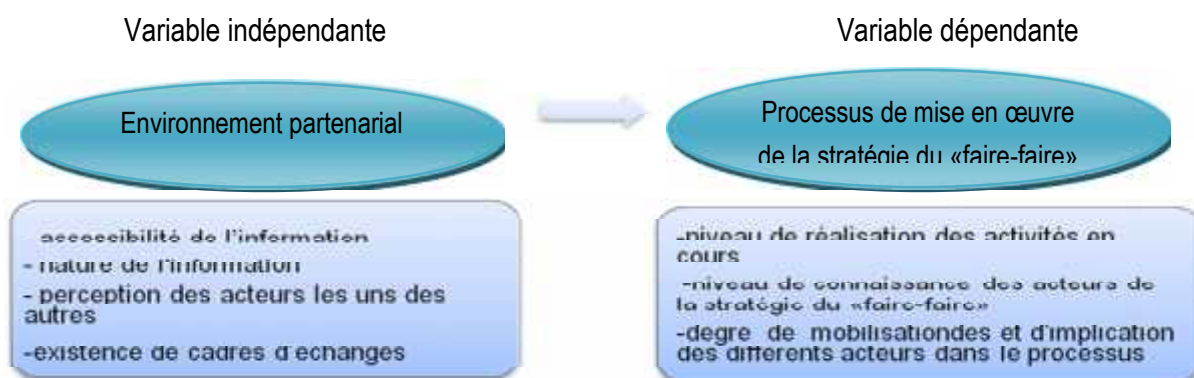 Variable indépendante
Variable dépendante
Environnement partenarial
Processus de mise en œuvre
de la stratégie du «faire-faire»
accessibilité de l'information
- nature de l'information
- perception des acteurs les uns des
autres
-existence de cadres d'échanges
-niveau de réalisation des activités en
cours
-niveau de connaissance des acteurs de
la stratégie du «faire-faire»
-degre de mobilisationdes et d'implication
des differents acteurs dans le processus